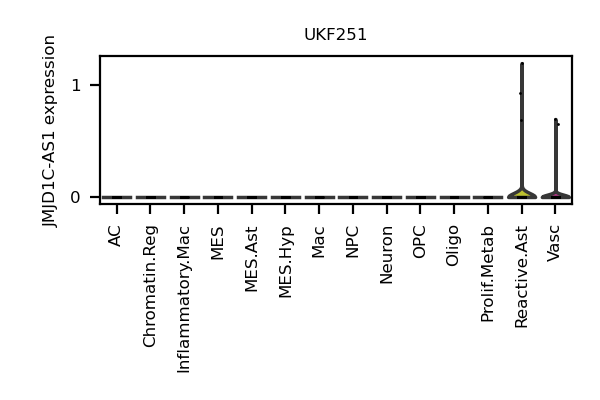 UKF251
JMJD1C-AS1 expression
1
0
AC
Chromatin.Reg
Inflammatory.Mac
MES
MES.Ast
MES.Hyp
Mac
NPC
Neuron
OPC
Oligo
Prolif.Metab
Reactive.Ast
Vasc